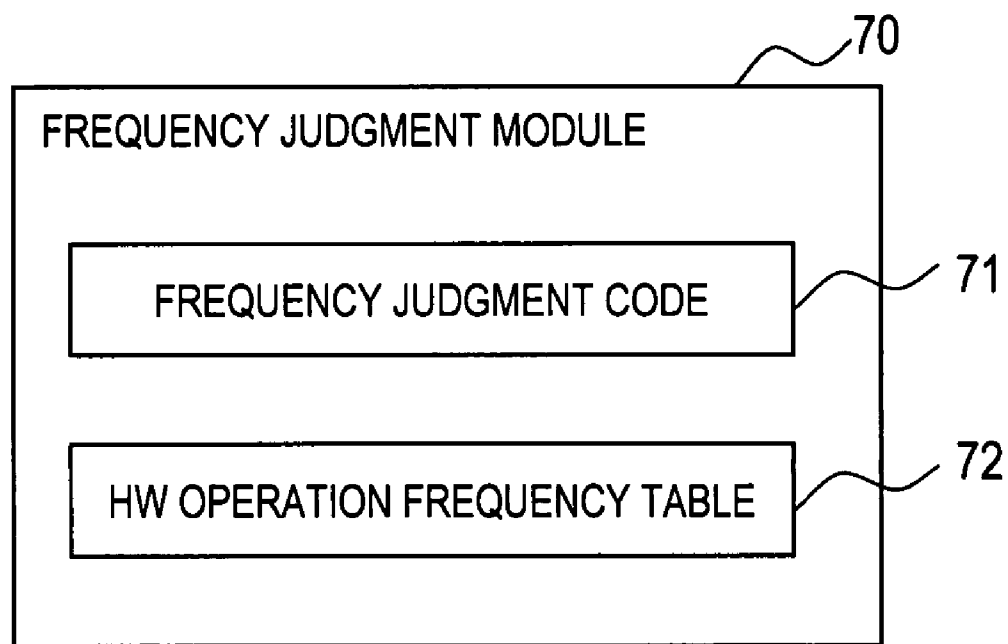 70
FREQUENCY JUDGMENT MODULE
FREQUENCY JUDGMENT CODE
71
HW OPERATION FREQUENCY TABLE
72